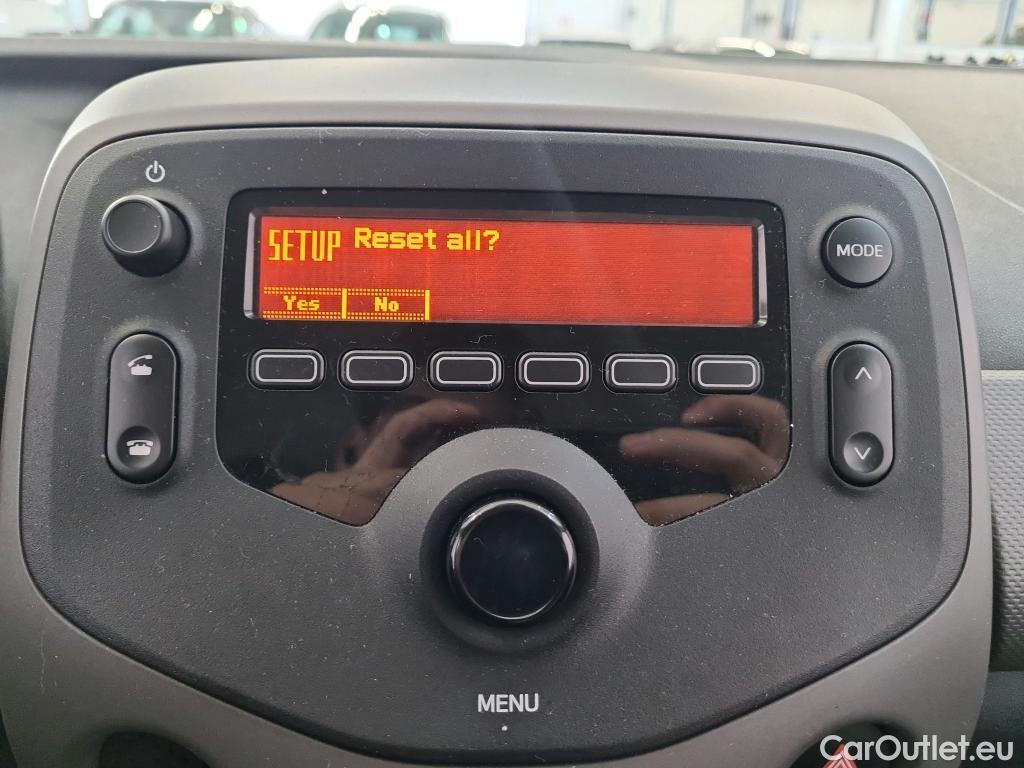 SETUP Reset all?
Yes No
MODE
MENU
CarOutlet.eu